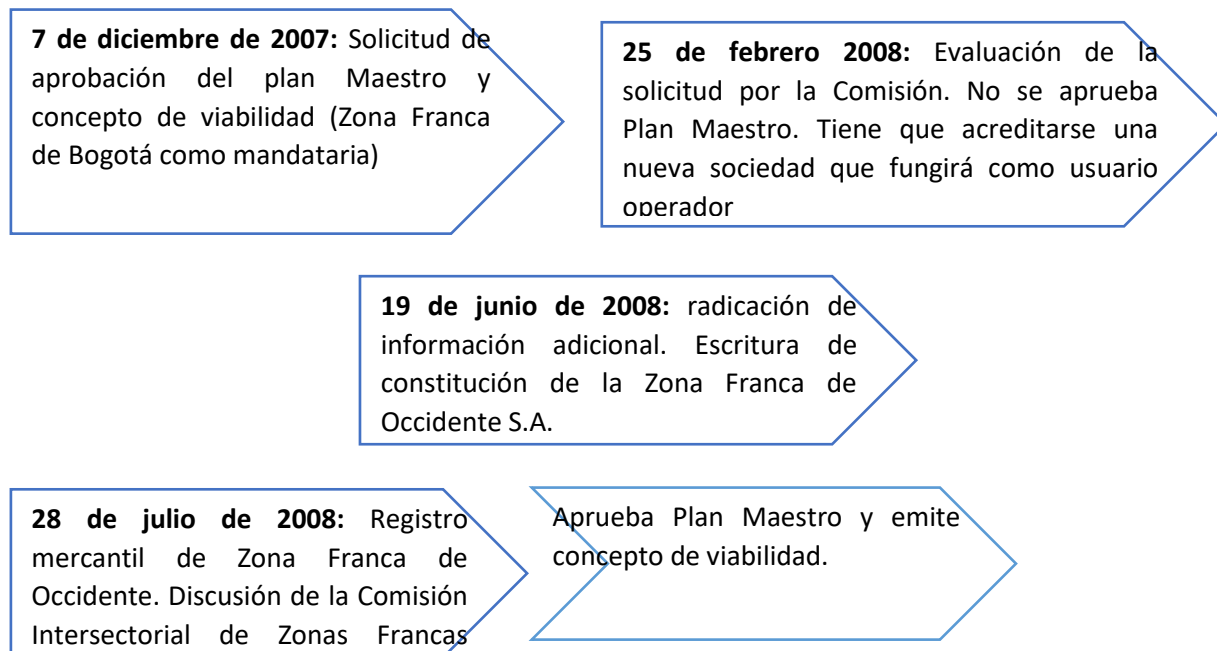 7 de diciembre de 2007: Solicitud de
aprobación del plan Maestro y
concepto de viabilidad (Zona Franca
de Bogotá como mandataria)
25 de febrero 2008: Evaluación de la
solicitud por la Comisión. No se aprueba
Plan Maestro. Tiene que acreditarse una
nueva sociedad que fungirá como usuario
operador
19 de junio de 2008: radicación de
información adicional. Escritura de
constitución de la Zona Franca de
Occidente S.A.
28 de julio de 2008: Registro
mercantil de Zona Franca de
Occidente. Discusión de la Comisión
Intersectorial de Zonas Francas
Aprueba Plan Maestro y emite
concepto de viabilidad.